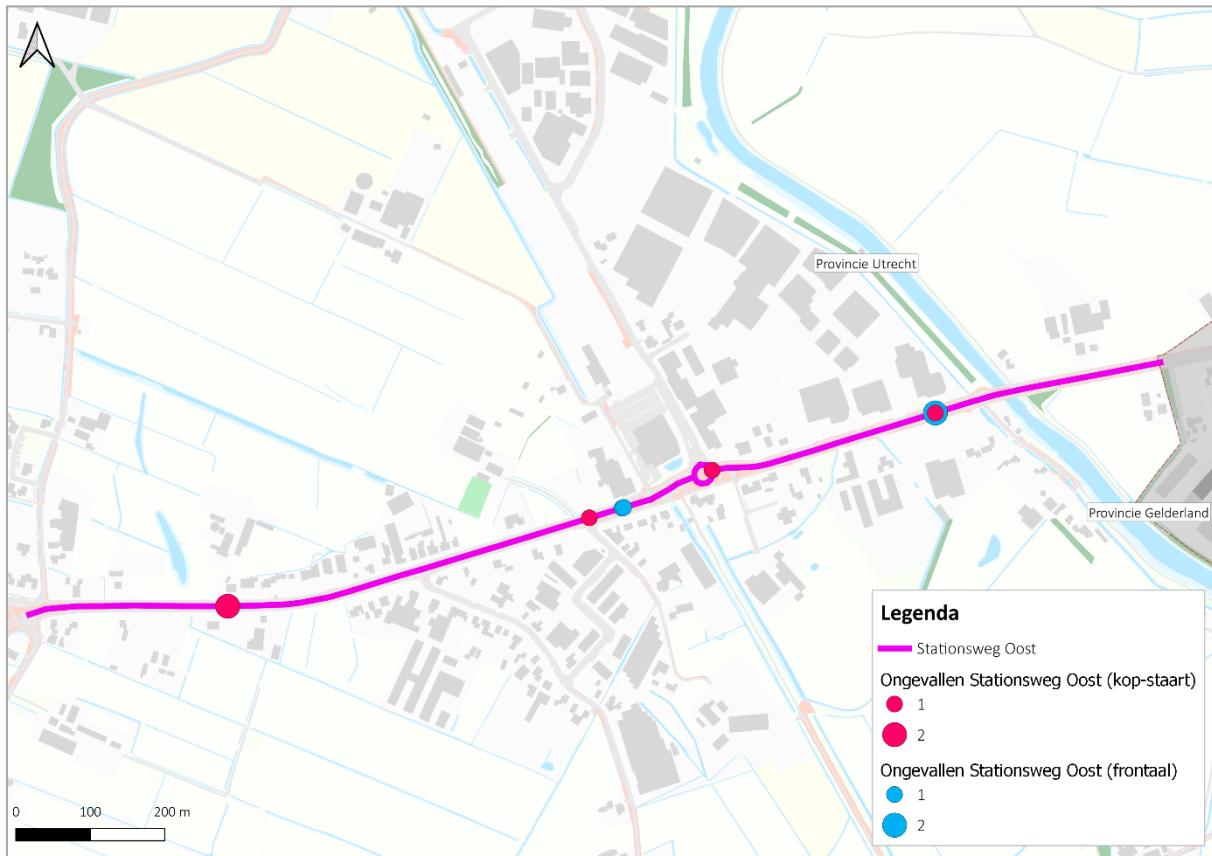 Provincie Utrecht
Provincie Gelderland
Legenda
Stationsweg Oost
Ongevallen Stationsweg Oost (kop-staart)
1
2
Ongevallen Stationsweg Oost (frontaal)
1
2
0 100 200 m